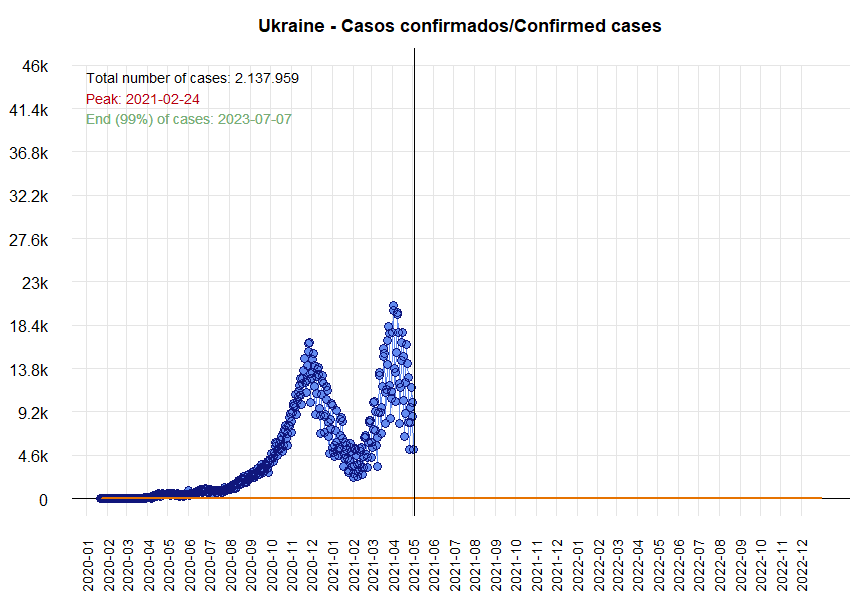 Ukraine - Casos confirmados/Confirmed cases
46k
Total number of cases: 2.137.959
Peak: 2021-02-24
41.4k
End (99%) of cases: 2023-07-07
36.8k
32.2k
27.6k
23k
18.4k
13.8k
9.2k
4.6k
0
2020-01
2020-02
2020-03
2020-04
2020-05
2020-06
2020-07
2020-08
2020-09
2020-10
2020-11
2020-12
2021-01
2021-02
2021-03
2021-04
2021-05
2021-06
2021-07
2021-08
2021-09
2021-10
2021-11
2021-12
2022-01
2022-02
2022-03
2022-04
2022-05
2022-06
2022-07
2022-08
2022-09
2022-10
2022-11
2022-12